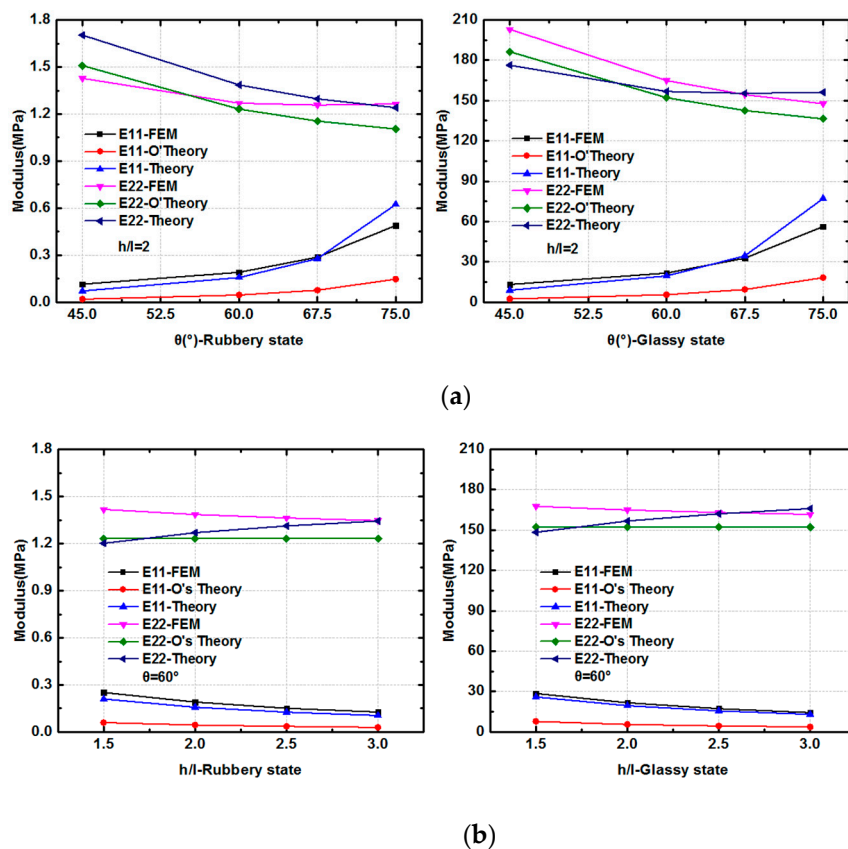 Modulus(MPa)
1.8
1.5
1.2
0.9
0.6
0.3
0.0
E11-FEM
E11-O'Theory
E11-Theory
E22-FEM
E22-O'Theory
E22-Theory
h/l=2
45.0 52.5 60.0 67.5 75.0
θ(°)-Rubbery state
Modulus(MPa)
210
180
150
120
90
60
30
0
E11-FEM
E11-O'Theory
E11-Theory
E22-FEM
E22-O'Theory
E22-Theory
h/l=2
45.0 52.5 60.0 67.5 75.0
θ(°)-Glassy state
(a)
Modulus(MPa)
1.8
1.5
1.2
0.9
0.6
0.3
0.0
E11-FEM
E11-O's Theory
E11-Theory
E22-FEM
E22-O's Theory
E22-Theory
θ=60°
1.5 2.0 2.5 3.0
h/l-Rubbery state
Modulus(MPa)
210
180
150
120
90
60
30
0
E11-FEM
E11-O's Theory
E11-Theory
E22-FEM
E22-O's Theory
E22-Theory
θ=60°
1.5 2.0 2.5 3.0
h/l-Glassy state
(b)